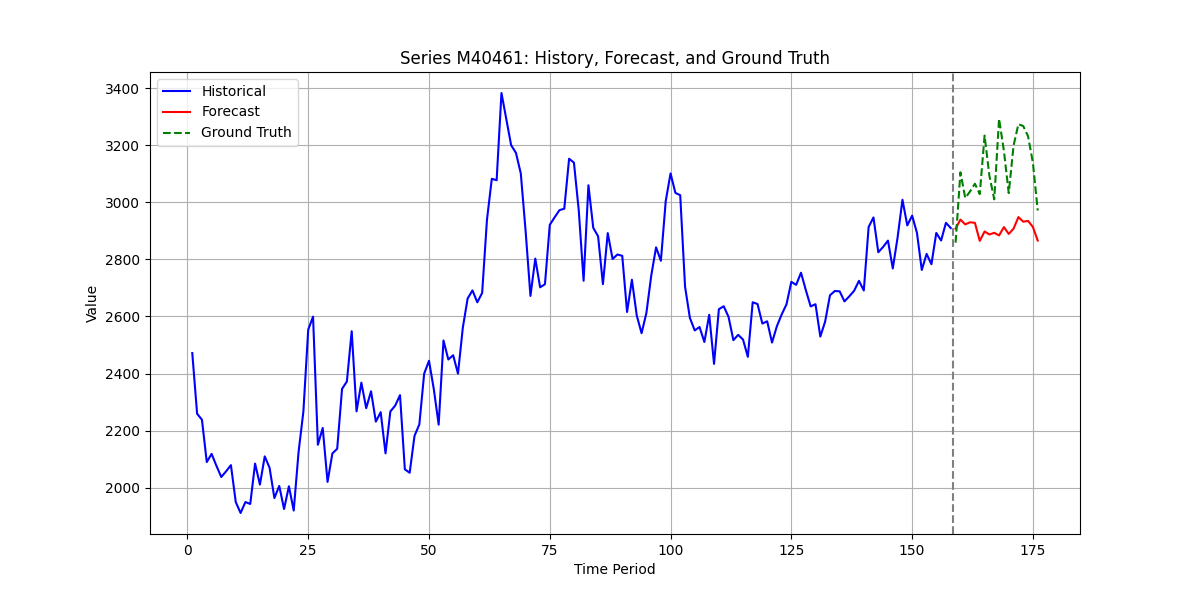 Series M40461: History, Forecast, and Ground Truth
Historical
Forecast
Ground Truth
3400
3200
3000
2800
2600
2400
2200
2000
Value
0 25 50 75 100 125 150 175
Time Period